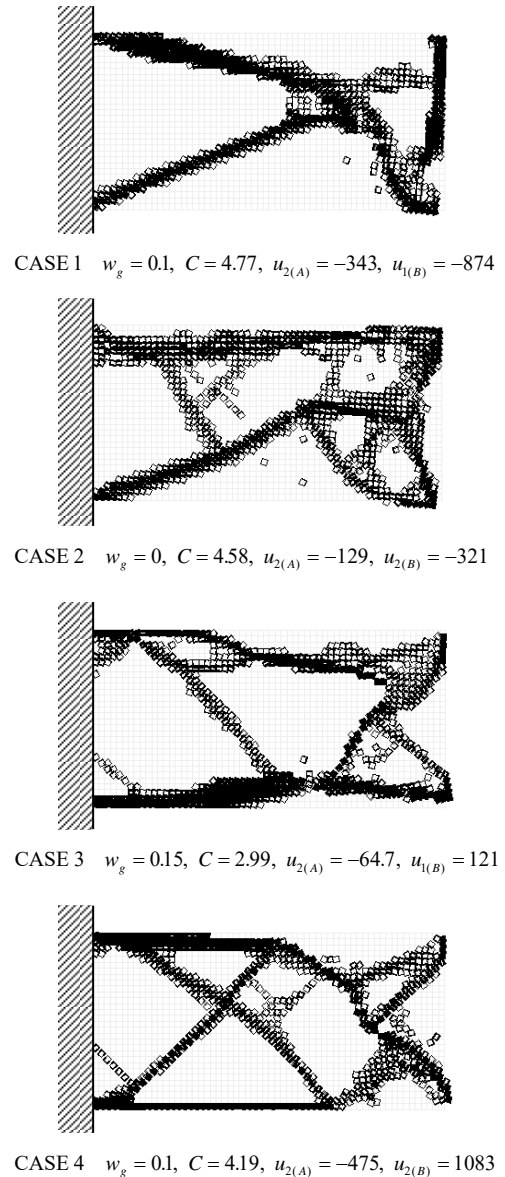 CASE 1 w_g = 0.1, C = 4.77, u_2(A) = −343, u_1(B) = −874
CASE 2 w_g = 0, C = 4.58, u_2(A) = −129, u_2(B) = −321
CASE 3 w_g = 0.15, C = 2.99, u_2(A) = −64.7, u_1(B) = 121
CASE 4 w_g = 0.1, C = 4.19, u_2(A) = −475, u_2(B) = 1083